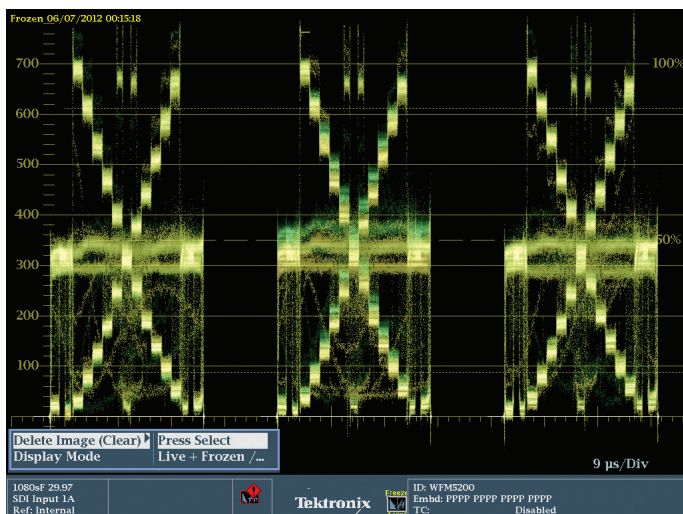 Frozen 06/07/2012 00:15:18
700
100%
600
500
400
50%
300
200
100
Delete Image (Clear) Press Select
Display Mode Live + Frozen /...
9 µs/Div
1080sF 29.97
SDI Input 1A
Ref: Internal
Tektronix
Freeze
ID: WFM5200
Embd: PPPP PPPP PPPP PPPP
TC: Disabled